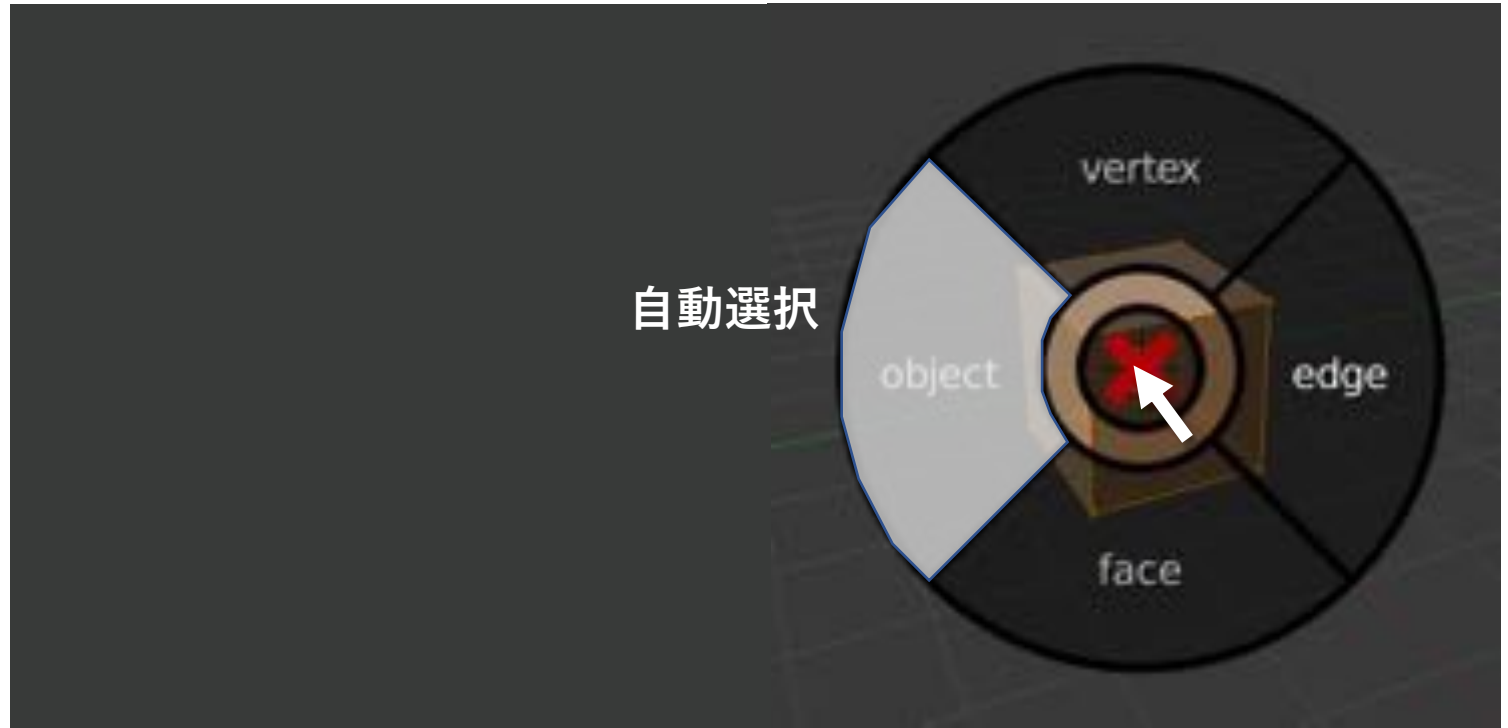 vertex
自動選択
object
edge
face